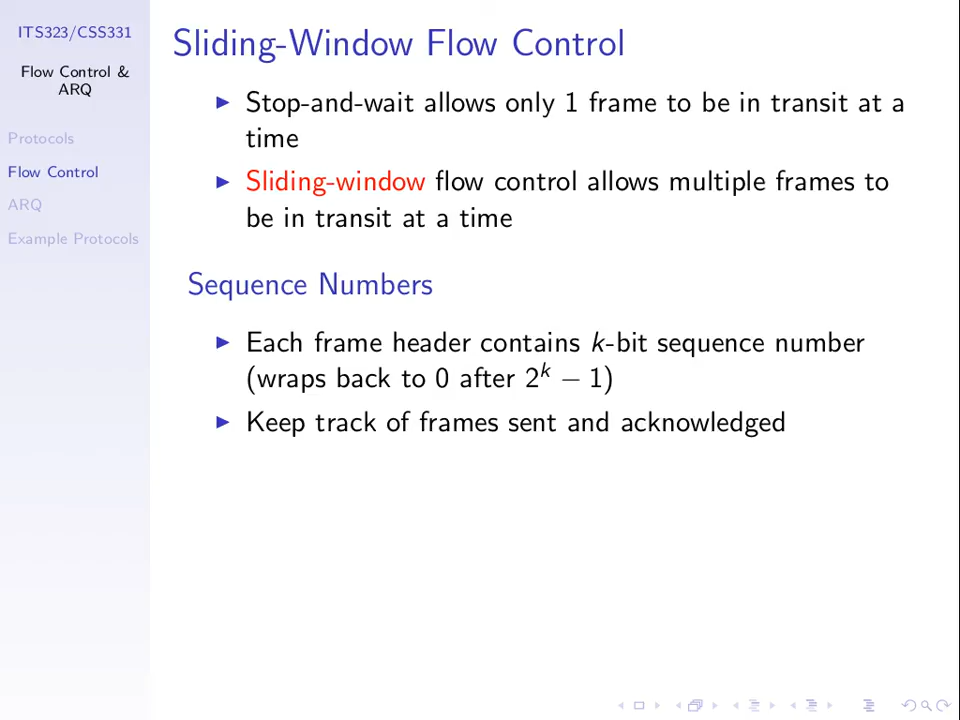 ITS323/CSS331
Flow Control &
ARQ
Protocols
Flow Control
ARQ
Example Protocols
Sliding-Window Flow Control
Stop-and-wait allows only 1 frame to be in transit at a
time
Sliding-window flow control allows multiple frames to
be in transit at a time
Sequence Numbers
Each frame header contains k-bit sequence number
(wraps back to 0 after 2^k − 1)
Keep track of frames sent and acknowledged